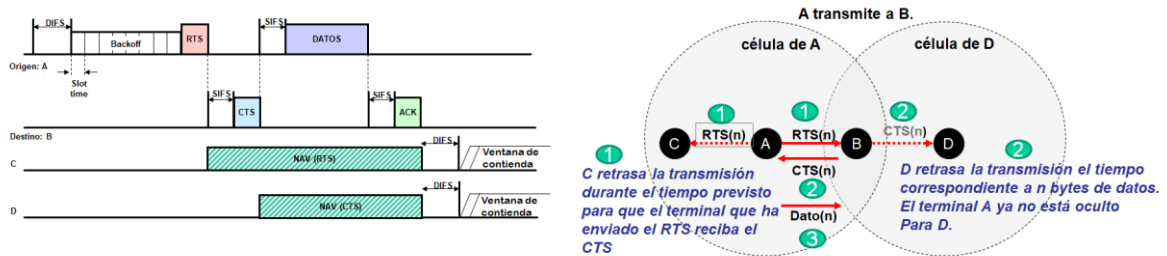 DIFS
Backoff
RTS
SIFS
DATOS
Origen: A
Slot
time
SIFS
CTS
SIFS
ACK
Destino: B
DIFS
C
NAV (RTS)
Ventana de
contienda
DIFS
D
NAV (CTS)
Ventana de
contienda
A transmite a B.
célula de A
célula de D
1
1
2
RTS(n)
RTS(n)
CTS(n)
C
A
B
D
1
2
CTS(n)
C retrasa la transmisión
durante el tiempo previsto
para que el terminal que ha
enviado el RTS reciba el
CTS
2
Dato(n)
3
D retrasa la transmisión el tiempo
correspondiente a n bytes de datos.
El terminal A ya no está oculto
Para D.